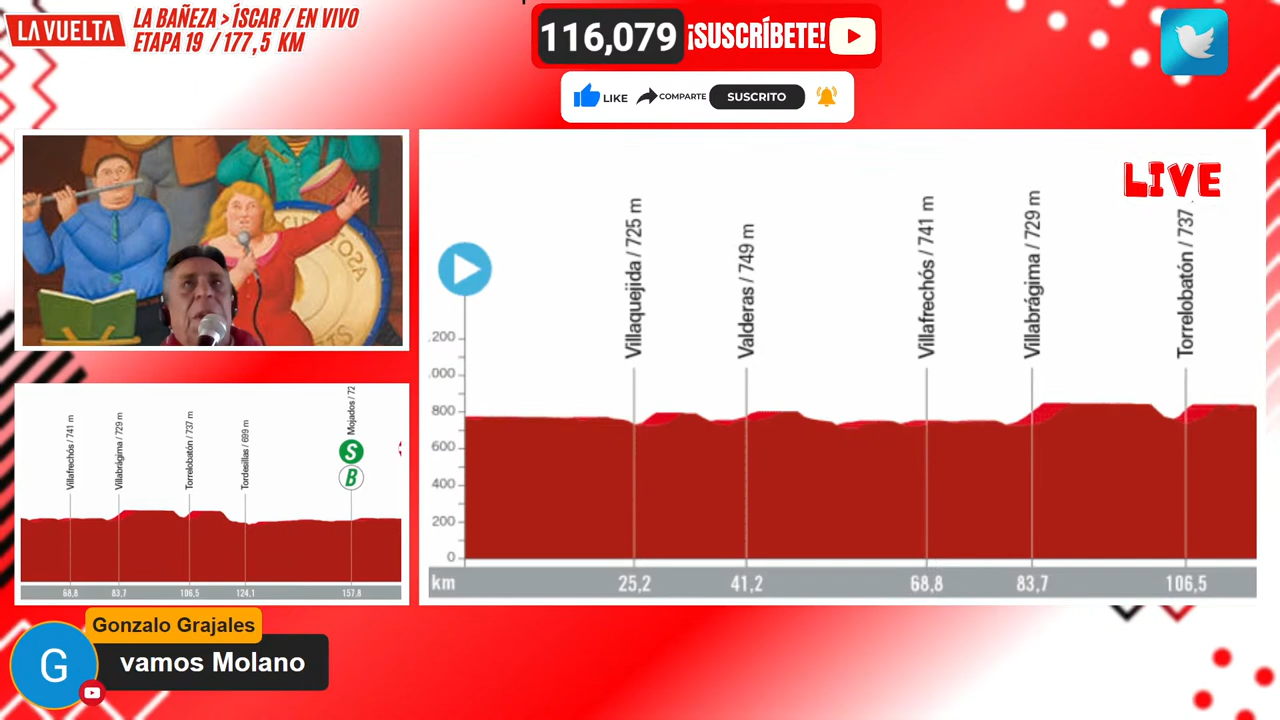 LA VUELTA
LA BAÑEZA > ÍSCAR / EN VIVO
ETAPA 19 / 177,5 KM
116,079
¡SUSCRÍBETE!
LIKE
COMPARTE
SUSCRITO
LIVE
Villaquejida / 725 m
Valderas / 749 m
Villafrechós / 741 m
Villabrágima / 729 m
Torrelobatón / 737
.200
.000
800
600
400
200
0
km
25,2
41,2
68,8
83,7
106,5
Villafrechós / 741 m
Villabrágima / 729 m
Torrelobatón / 737 m
Tordesillas / 699 m
Mojados / 72
S
B
68,8
83,7
106,5
124,1
157,8
Gonzalo Grajales
G
vamos Molano